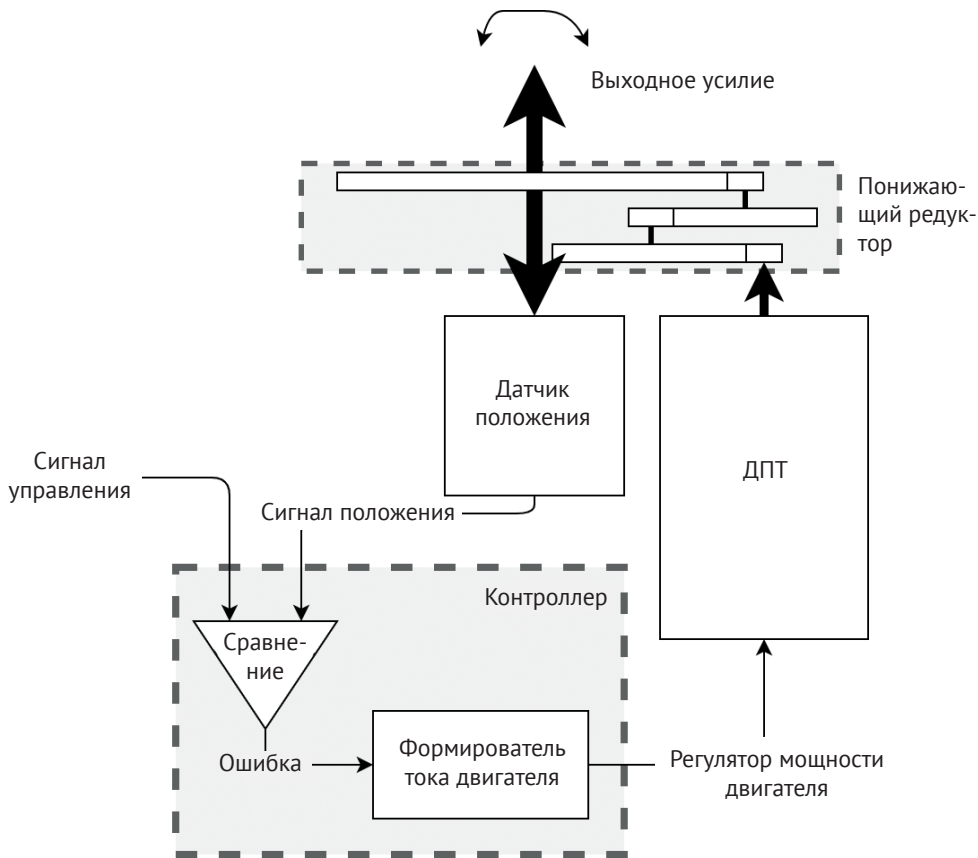 Выходное усилие
Понижаю-
щий редук-
тор
Датчик
положения
ДПТ
Сигнал
управления
Сигнал положения
Контроллер
Сравне-
ние
Ошибка
Формирователь
тока двигателя
Регулятор мощности
двигателя